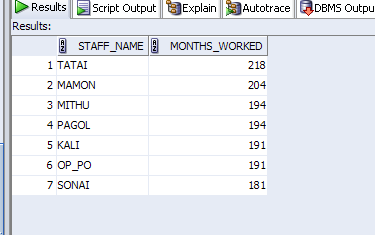 Results Script Output Explain Autotrace DBMS Outpu
Results:
STAFF_NAME MONTHS_WORKED
1 TATAI 218
2 MAMON 204
3 MITHU 194
4 PAGOL 194
5 KALI 191
6 OP_PO 191
7 SONAI 181